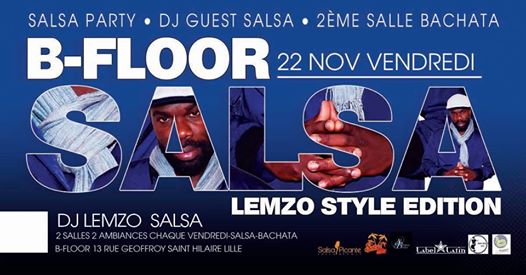 SALSA PARTY • DJ GUEST SALSA • 2ÈME SALLE BACHATA
B-FLOOR 22 NOV VENDREDI
SALSA
LEMZO STYLE EDITION
DJ LEMZO SALSA
2 SALLES 2 AMBIANCES CHAQUE VENDREDI-SALSA-BACHATA
B-FLOOR 13 RUE GEOFFROY SAINT HILAIRE LILLE
Salsa Picante
Label Latin